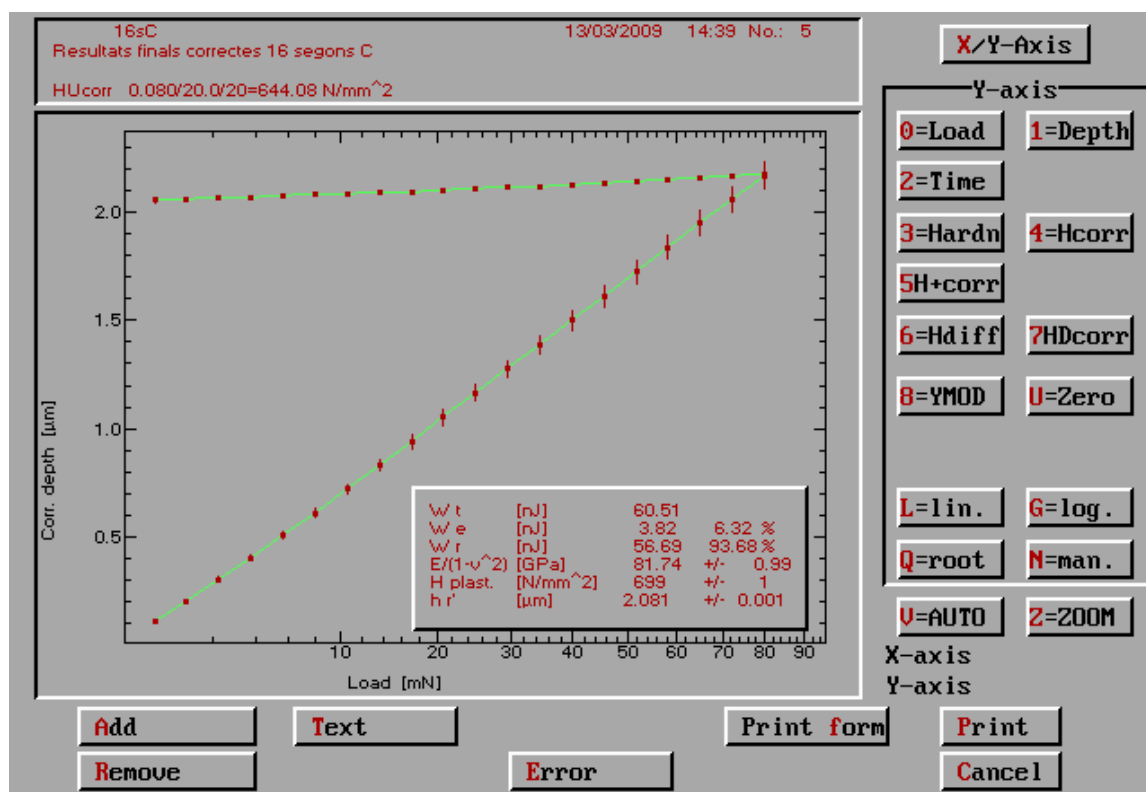 16sC 13/03/2009 14:39 No.: 5
Resultats finals correctes 16 segons C
HUcorr 0.080/20.0/20=644.08 N/mm^2
X/Y-Axis
Y-axis
0=Load 1=Depth
2=Time
3=Hardn 4=Hcorr
5H+corr
6=Hdiff 7HDcorr
8=YMOD U=Zero
L=lin. G=log.
Q=root N=man.
V=AUTO Z=ZOOM
X-axis
Y-axis
Corr. depth [µm]
2.0
1.5
1.0
0.5
W t [nJ] 60.51
W e [nJ] 3.82 6.32 %
W r [nJ] 56.69 93.68 %
E/(1-v^2) [GPa] 81.74 +/- 0.99
H plast. [N/mm^2] 699 +/- 1
h r' [µm] 2.081 +/- 0.001
10 20 30 40 50 60 70 80 90
Load [mN]
Add Text Print form Print
Remove Error Cancel